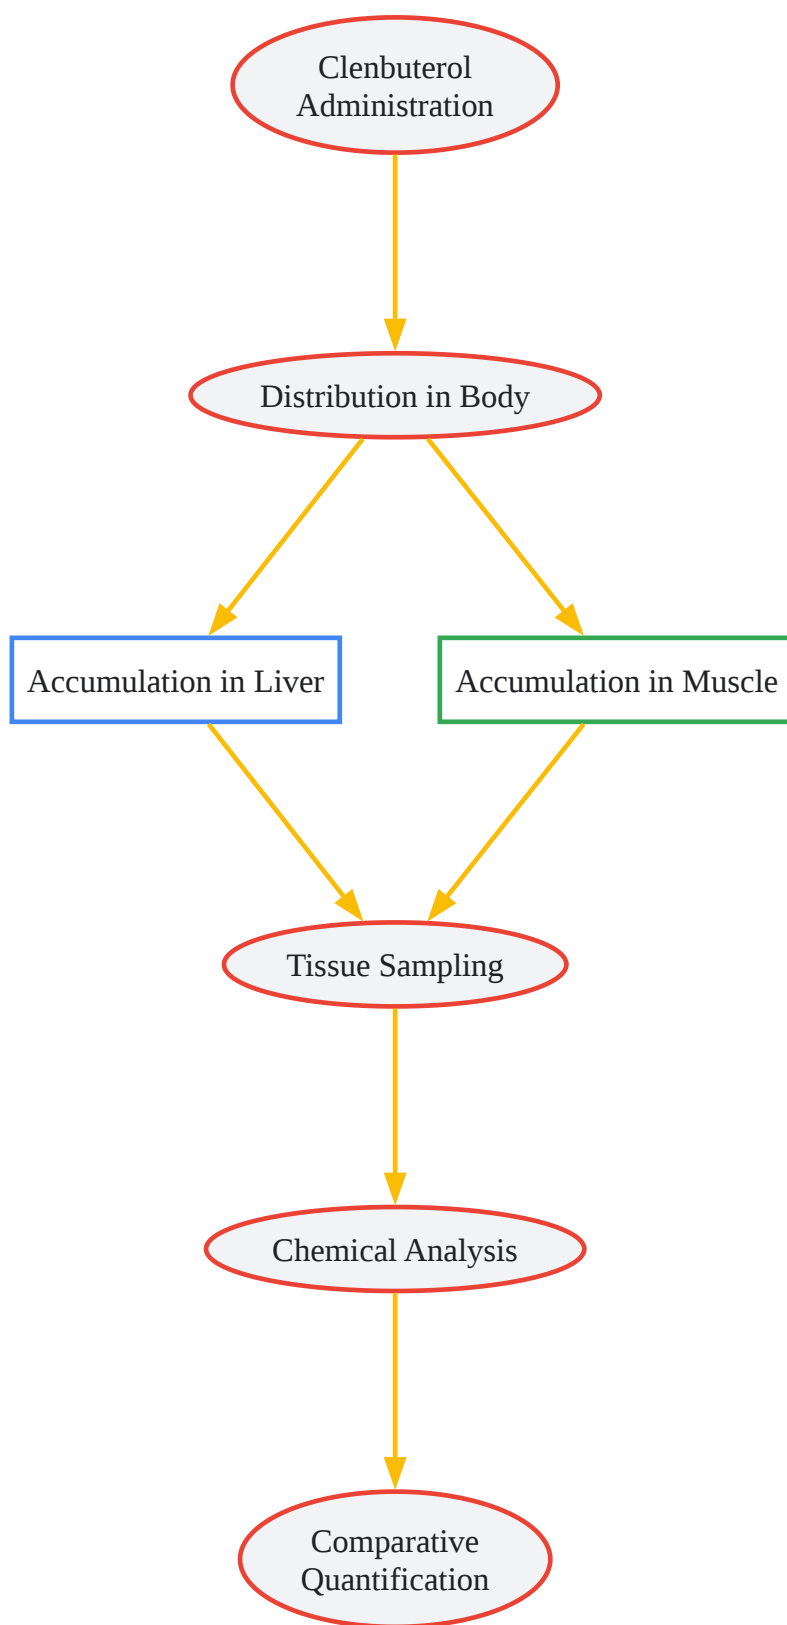 Clenbuterol
Administration
Distribution in Body
Accumulation in Liver
Accumulation in Muscle
Tissue Sampling
Chemical Analysis
Comparative
Quantification